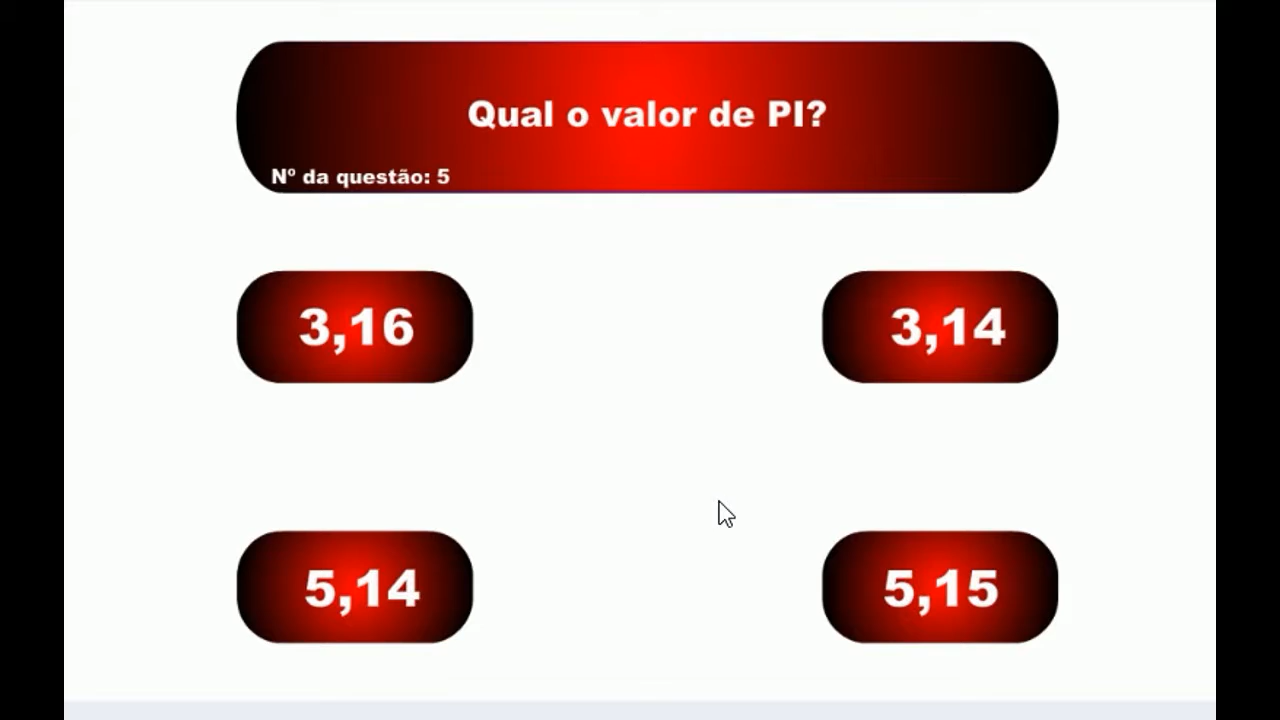 Qual o valor de PI?
Nº da questão: 5
3,16
3,14
5,14
5,15